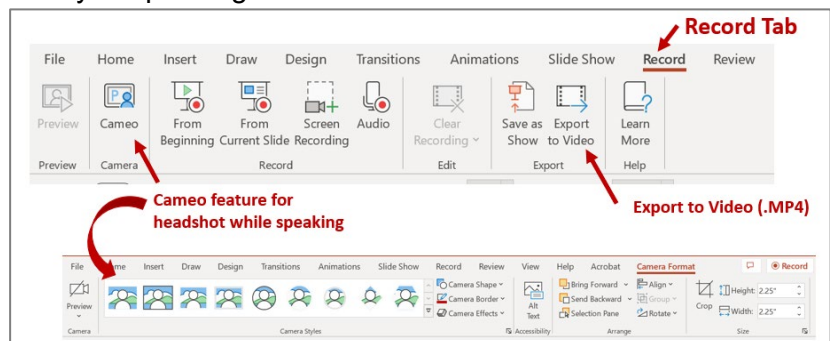 Record Tab
File Home Insert Draw Design Transitions Animations Slide Show Record Review
Preview Cameo From Beginning From Current Slide Screen Recording Audio Clear Recording Save as Show Export to Video Learn More
Preview Camera Record Edit Export Help
Cameo feature for
headshot while speaking
Export to Video (.MP4)
File Home Insert Draw Design Transitions Animations Slide Show Record Review View Help Acrobat Camera Format Record
Preview Camera Shape Camera Border Camera Effects Alt Text Bring Forward Send Backward Selection Pane Align Group Rotate Crop Height: 2.25" Width: 2.25"
Camera Camera Styles Accessibility Arrange Size